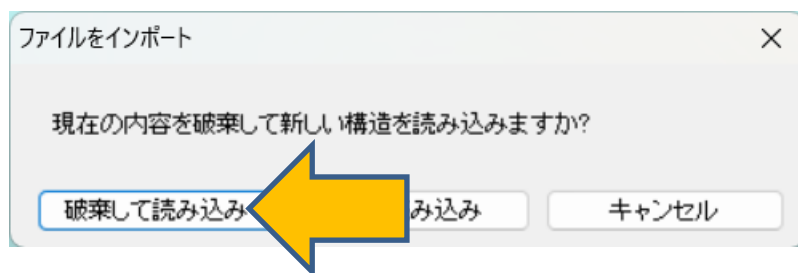 ファイルをインポート
現在の内容を破棄して新しい構造を読み込みますか?
破棄して読み込み
み込み
キャンセル